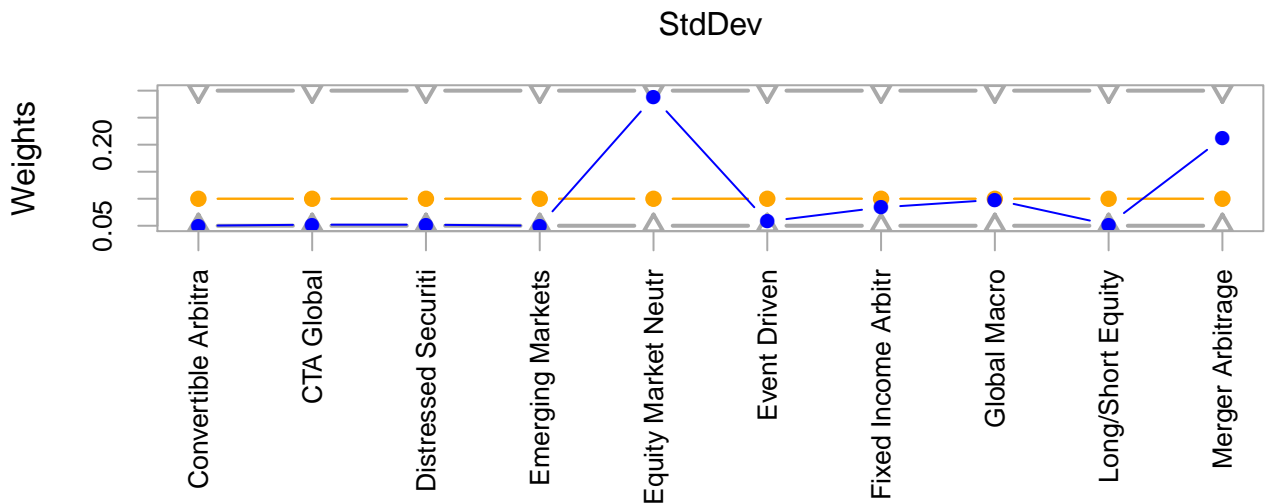 StdDev
Weights
0.20
0.05
Convertible Arbitra
CTA Global
Distressed Securiti
Emerging Markets
Equity Market Neutr
Event Driven
Fixed Income Arbitr
Global Macro
Long/Short Equity
Merger Arbitrage